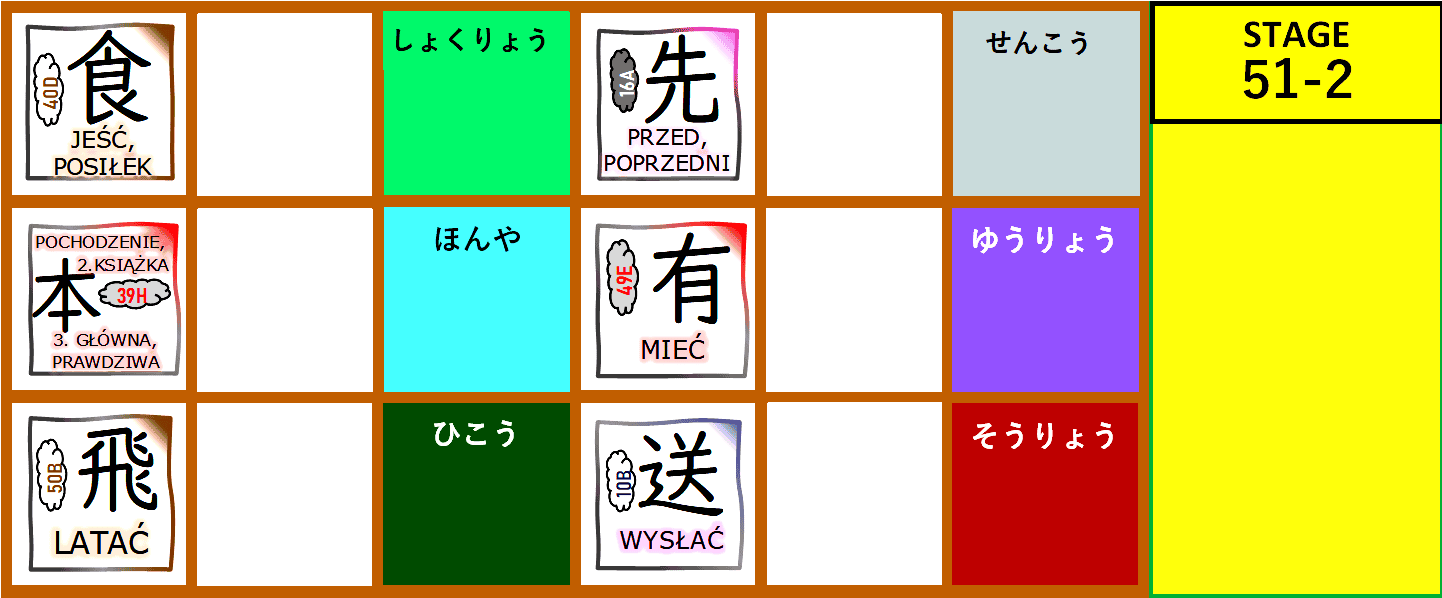 40D
食
JEŚĆ,
POSIŁEK
しょくりょう
16A
先
PRZED,
POPRZEDNI
せんこう
STAGE
51-2
POCHODZENIE,
2.KSIĄŻKA
本
39H
3. GŁÓWNA,
PRAWDZIWA
ほんや
49E
有
MIEĆ
ゆうりょう
50B
飛
LATAĆ
ひこう
10B
送
WYSŁAĆ
そうりょう